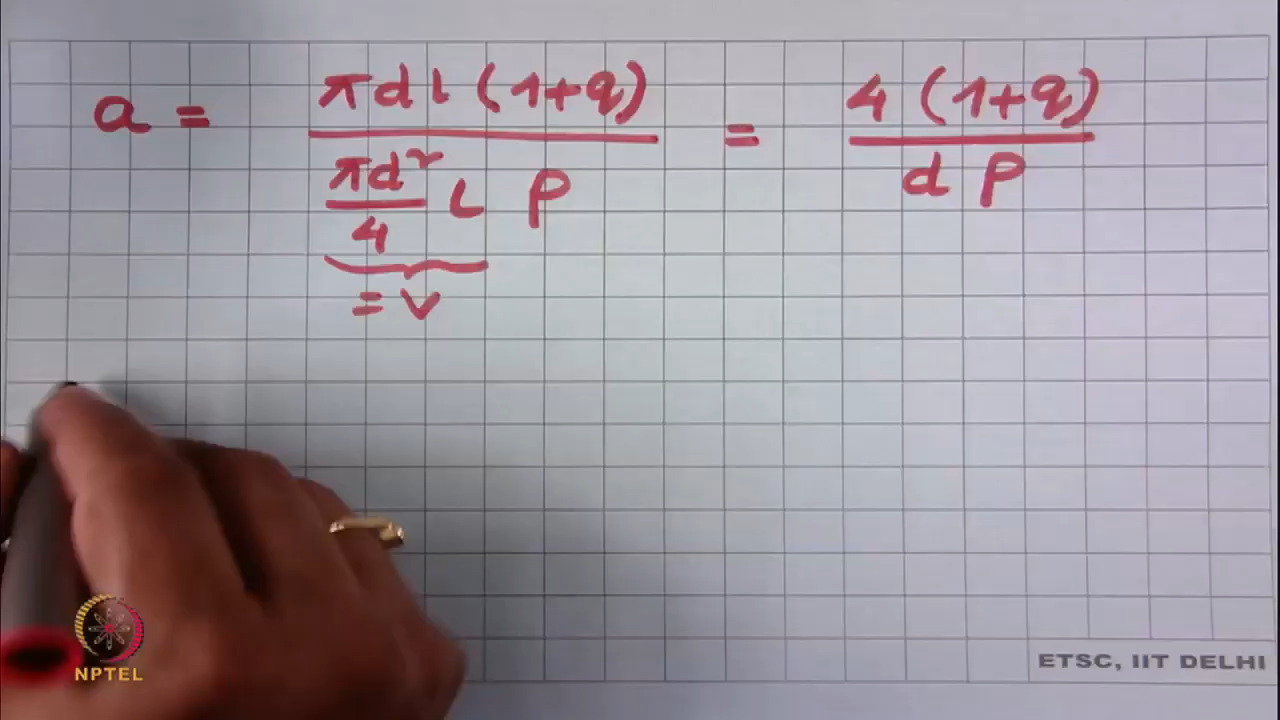 a = πdl(1+q) / (πd²/4 L ρ) = 4(1+q) / (d ρ)
= V
NPTEL
ETSC, IIT DELHI